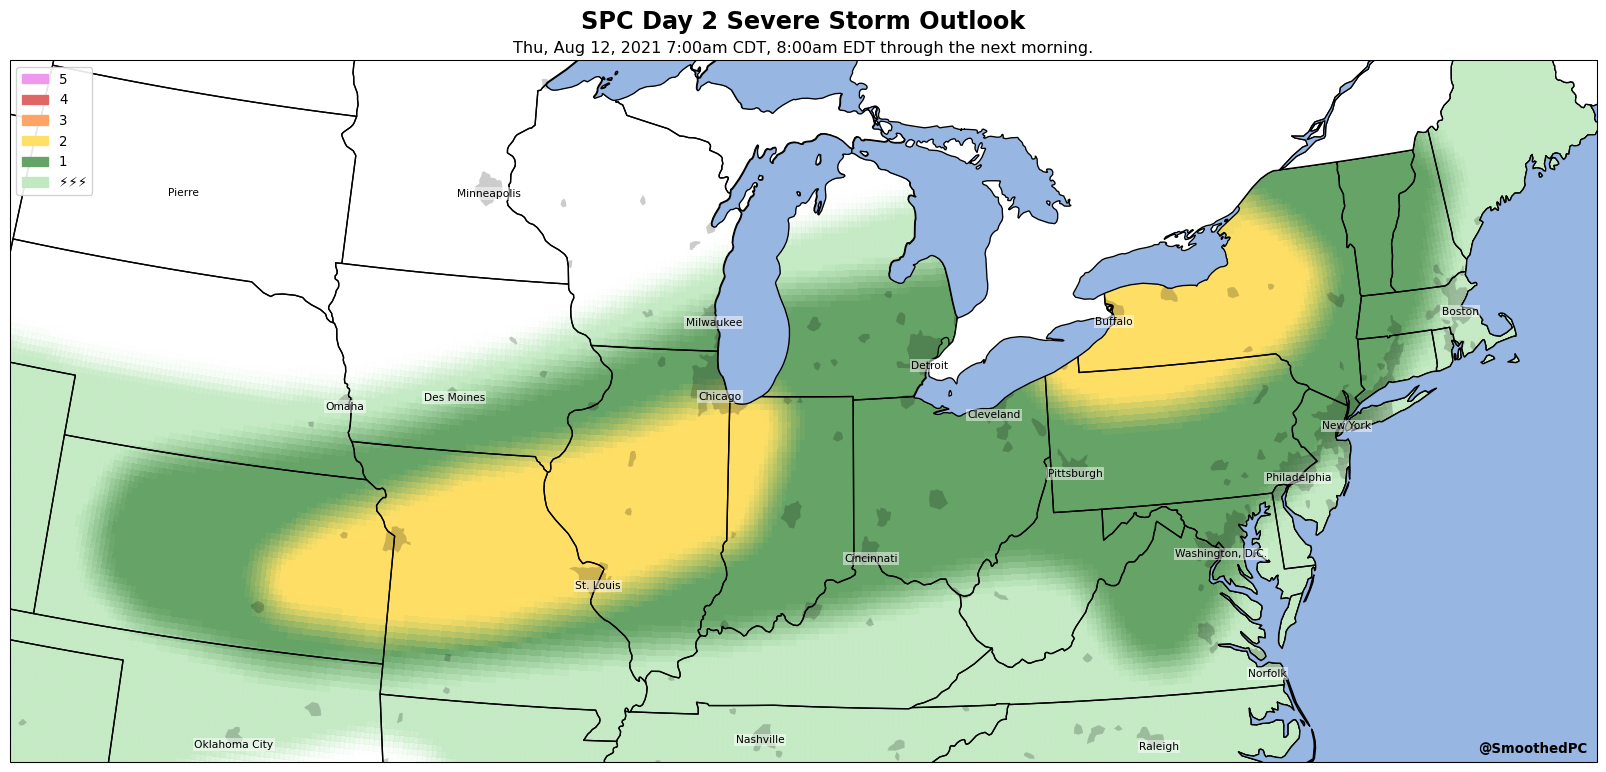 SPC Day 2 Severe Storm Outlook
Thu, Aug 12, 2021 7:00am CDT, 8:00am EDT through the next morning.
5
4
3
2
1
⚡⚡⚡
Pierre
Minneapolis
Milwaukee
Buffalo
Boston
Detroit
Omaha
Des Moines
Chicago
Cleveland
New York
Pittsburgh
Philadelphia
Cincinnati
Washington, D.C.
St. Louis
Norfolk
Oklahoma City
Nashville
Raleigh
@SmoothedPC